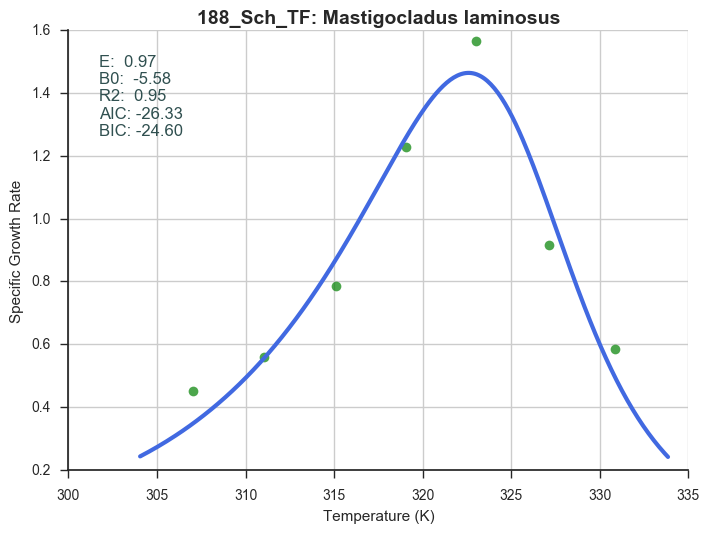 188_Sch_TF: Mastigocladus laminosus
E:  0.97
B0:  -5.58
R2:  0.95
AIC: -26.33
BIC: -24.60
1.6
1.4
1.2
1.0
0.8
0.6
0.4
0.2
Specific Growth Rate
300 305 310 315 320 325 330 335
Temperature (K)